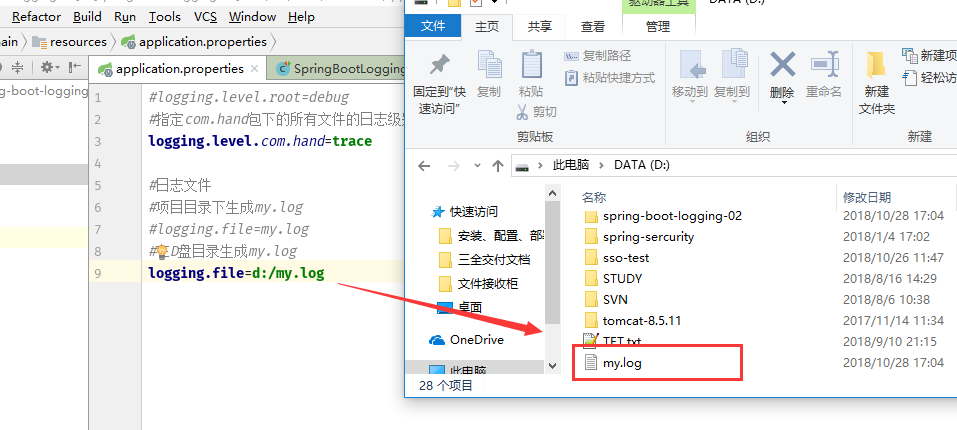 Refactor Build Run Tools VCS Window Help
main resources application.properties
application.properties SpringBootLogging
g-boot-logging
1 #logging.level.root=debug
2 #指定com.hand包下的所有文件的日志级
3 logging.level.com.hand=trace
4
5 #日志文件
6 #项目目录下生成my.log
7 #logging.file=my.log
8 #D盘目录生成my.log
9 logging.file=d:/my.log
驱动器工具 DATA (D:)
文件 主页 共享 查看 管理
固定到"快速访问"
复制
粘贴
复制路径
粘贴快捷方式
剪切
剪贴板
移动到
复制到
删除
重命名
组织
新建文件夹
新建项
轻松访
新建
此电脑 DATA (D:)
快速访问
安装、配置、部
三全交付文档
文件接收柜
桌面
OneDrive
此电脑
名称 修改日期
spring-boot-logging-02 2018/10/28 17:04
spring-sercurity 2018/1/4 17:02
sso-test 2018/10/26 11:47
STUDY 2018/8/16 14:29
SVN 2018/8/6 10:38
tomcat-8.5.11 2017/11/14 11:34
TFT.txt 2018/9/10 21:15
my.log 2018/10/28 17:04
28 个项目